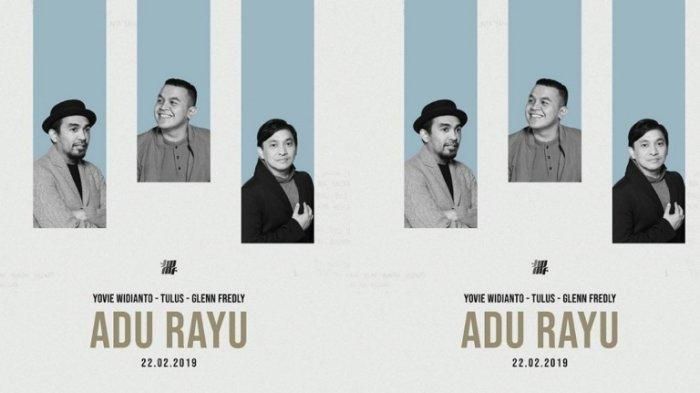 YOVIE WIDIANTO - TULUS - GLENN FREDLY
ADU RAYU
22.02.2019
YOVIE WIDIANTO - TULUS - GLENN FREDLY
ADU RAYU
22.02.2019